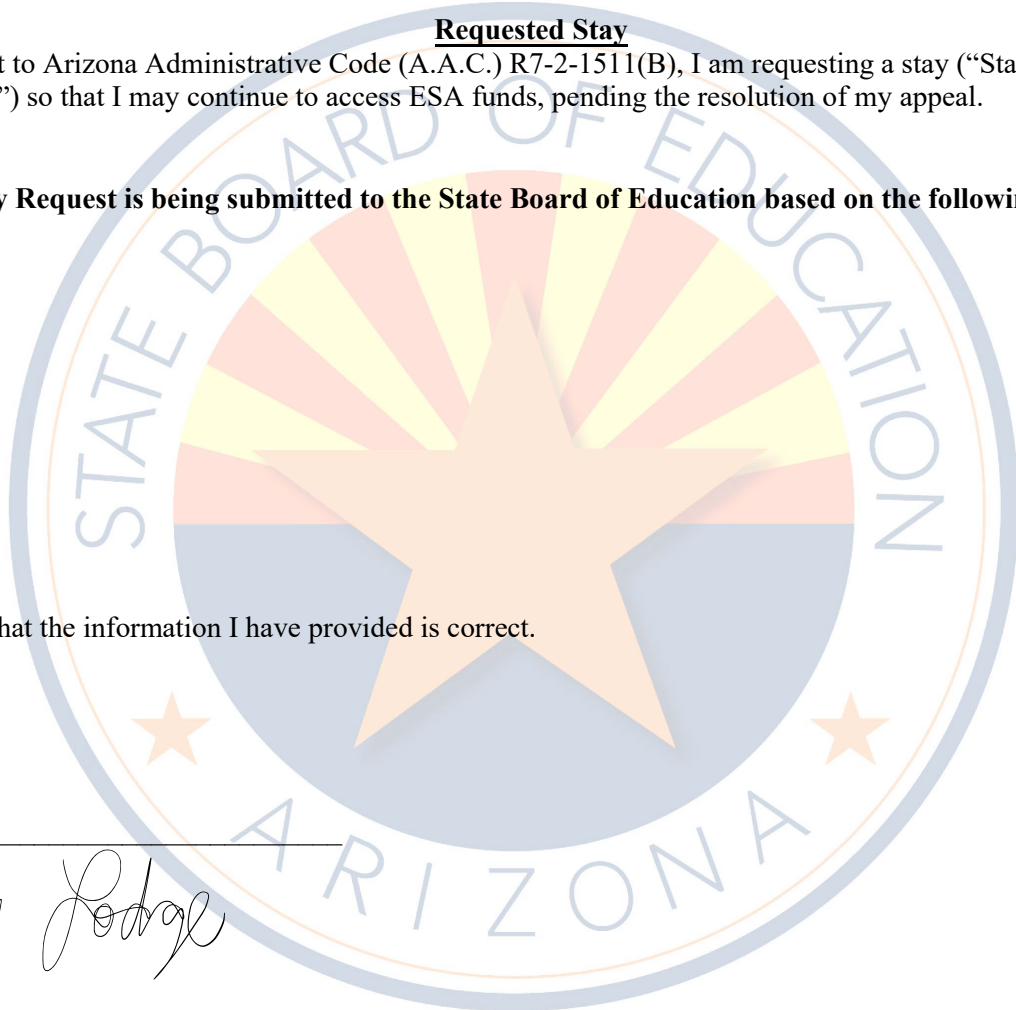 Requested Stay
t to Arizona Administrative Code (A.A.C.) R7-2-1511(B), I am requesting a stay (“Sta
”) so that I may continue to access ESA funds, pending the resolution of my appeal.
y Request is being submitted to the State Board of Education based on the followi
STATE BOARD OF EDUCATION
hat the information I have provided is correct.
ARIZONA
Lodge